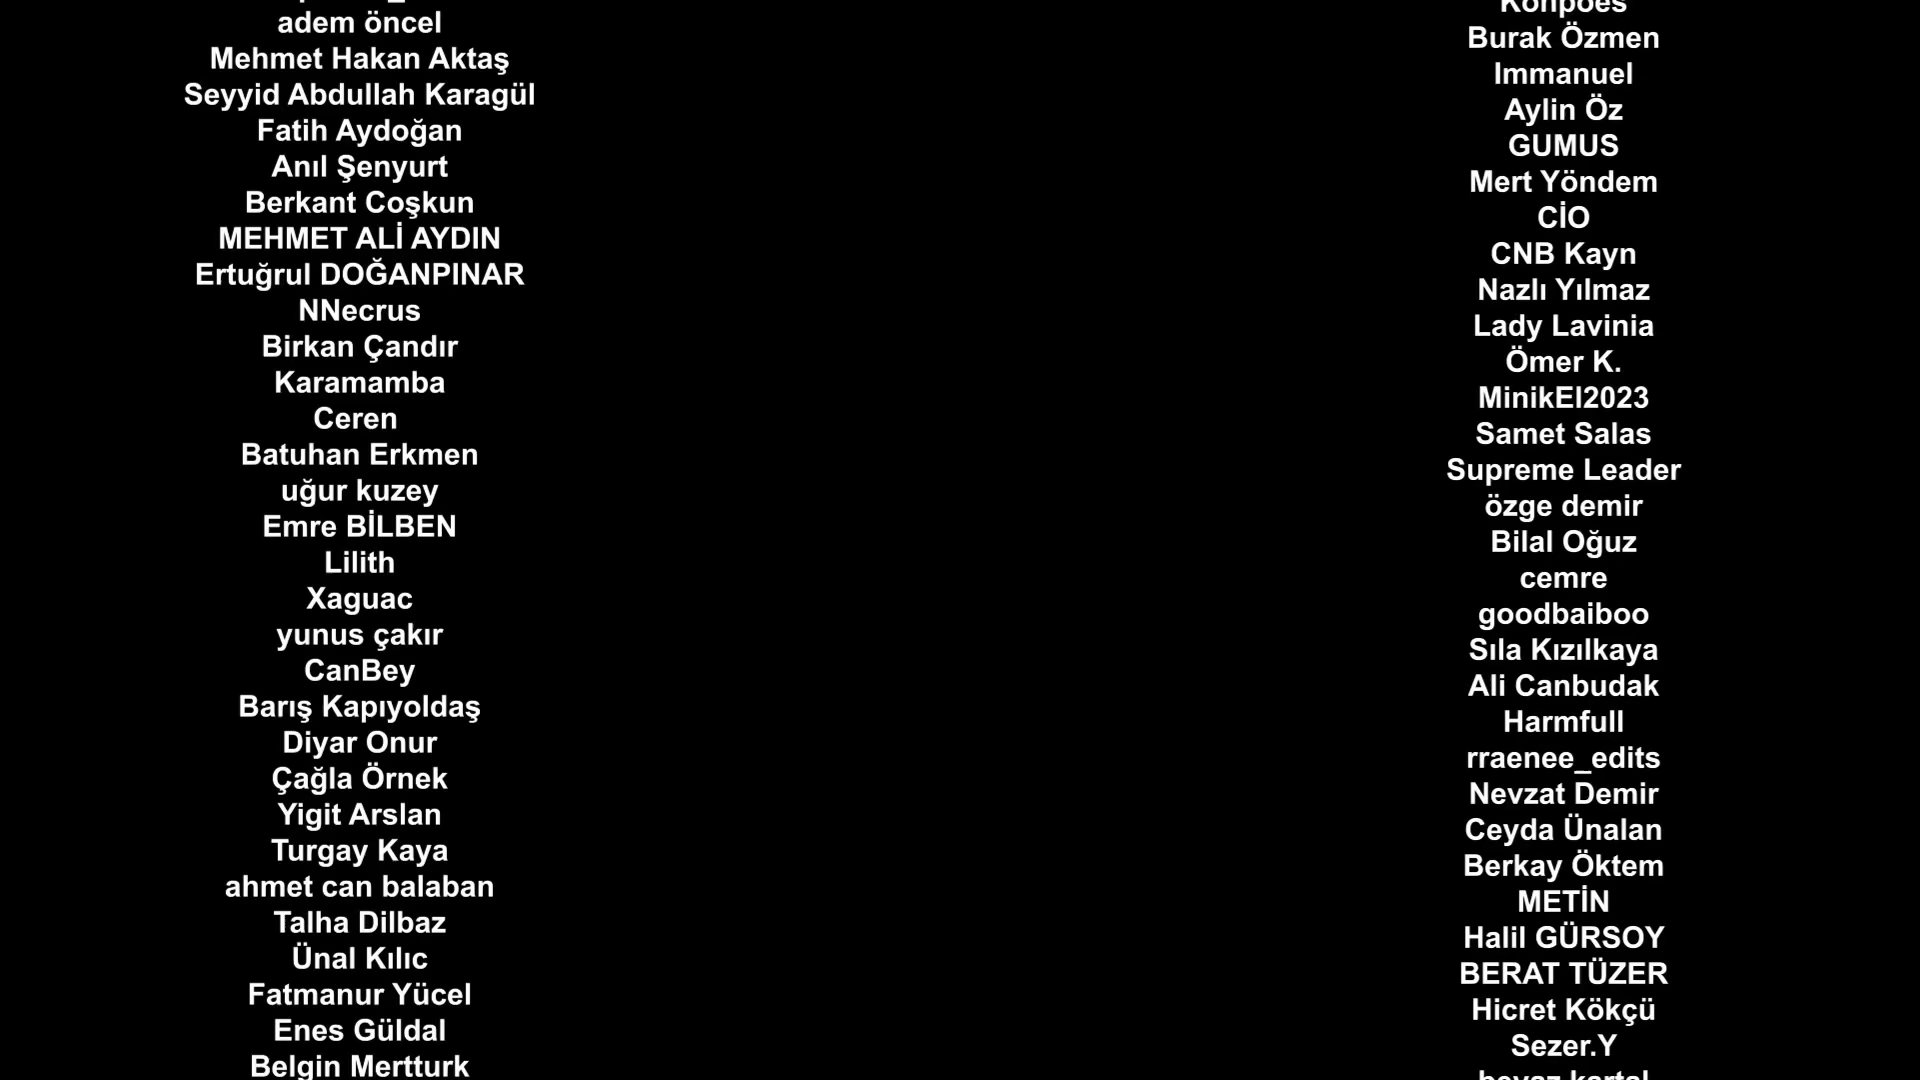 adem öncel
Mehmet Hakan Aktaş
Seyyid Abdullah Karagül
Fatih Aydoğan
Anıl Şenyurt
Berkant Coşkun
MEHMET ALİ AYDIN
Ertuğrul DOĞANPINAR
NNecrus
Birkan Çandır
Karamamba
Ceren
Batuhan Erkmen
uğur kuzey
Emre BİLBEN
Lilith
Xaguac
yunus çakır
CanBey
Barış Kapıyoldaş
Diyar Onur
Çağla Örnek
Yigit Arslan
Turgay Kaya
ahmet can balaban
Talha Dilbaz
Ünal Kılıc
Fatmanur Yücel
Enes Güldal
Belgin Mertturk
Konpoes
Burak Özmen
Immanuel
Aylin Öz
GUMUS
Mert Yöndem
CİO
CNB Kayn
Nazlı Yılmaz
Lady Lavinia
Ömer K.
MinikEl2023
Samet Salas
Supreme Leader
özge demir
Bilal Oğuz
cemre
goodbaiboo
Sıla Kızılkaya
Ali Canbudak
Harmfull
rraenee_edits
Nevzat Demir
Ceyda Ünalan
Berkay Öktem
METİN
Halil GÜRSOY
BERAT TÜZER
Hicret Kökçü
Sezer.Y
beyaz kartal